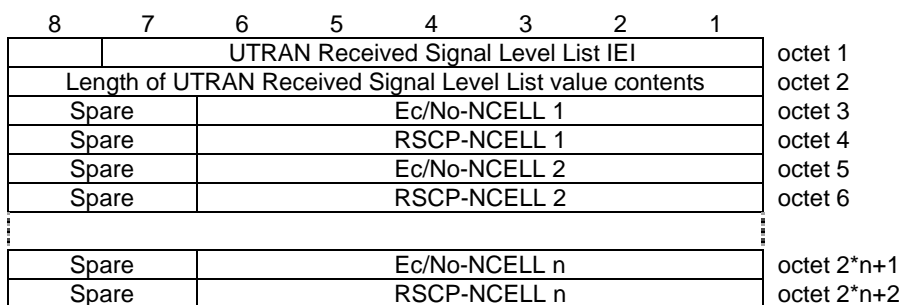 8 7 6 5 4 3 2 1
UTRAN Received Signal Level List IEI octet 1
Length of UTRAN Received Signal Level List value contents octet 2
Spare Ec/No-NCELL 1 octet 3
Spare RSCP-NCELL 1 octet 4
Spare Ec/No-NCELL 2 octet 5
Spare RSCP-NCELL 2 octet 6
Spare Ec/No-NCELL n octet 2*n+1
Spare RSCP-NCELL n octet 2*n+2